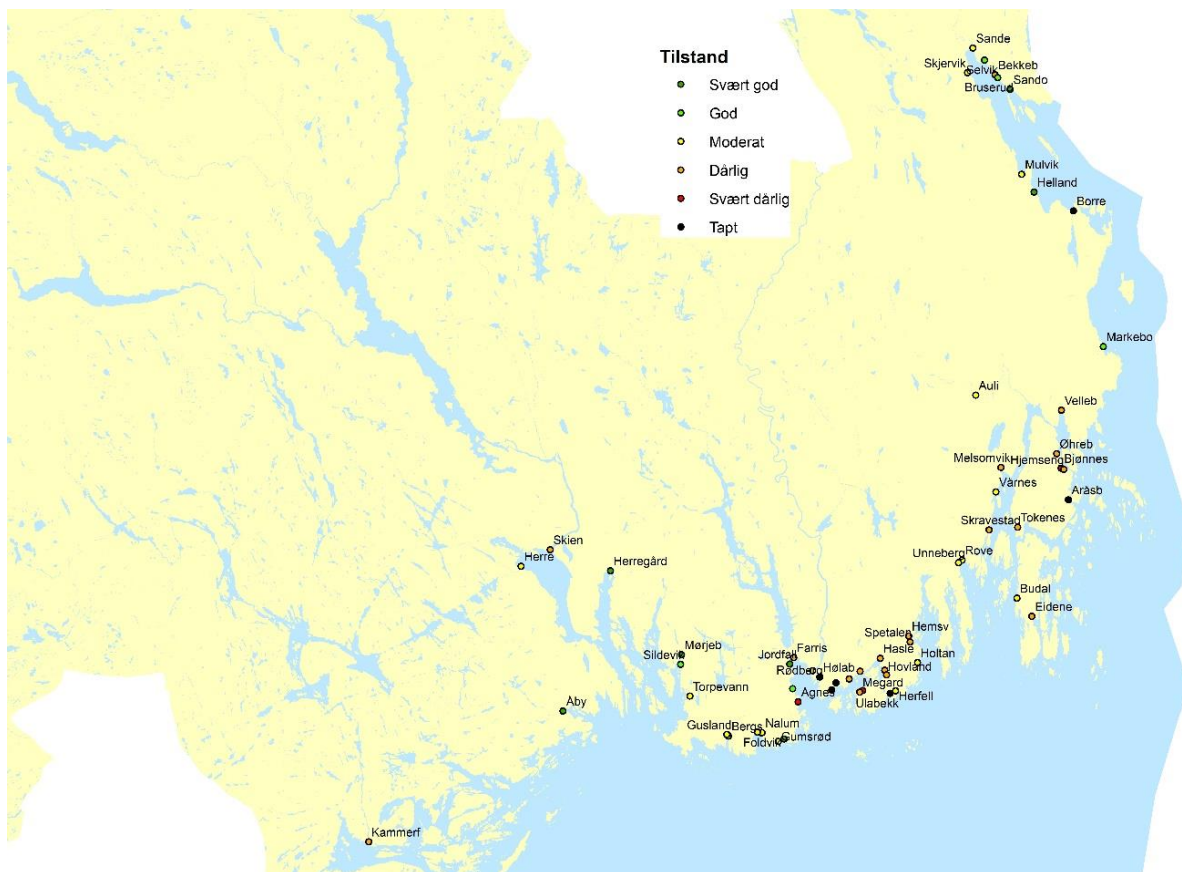 Tilstand
Svært god
God
Moderat
Dårlig
Svært dårlig
Tapt
Sande
Skjervik
Selvik
Bekkeb
Bruserud
Sando
Mulvik
Helland
Borre
Markebo
Auli
Velleb
Øhreb
Melsomvik
Hjemseng
Bjønnes
Vårnes
Aråsb
Skravestad
Tokenes
Skien
Herre
Herregård
Unneberg
Rove
Budal
Eidene
Spetalen
Hemsv
Mørjeb
Sildevik
Jordfall
Farris
Hasle
Holtan
Rødberg
Hølab
Hovland
Torpevann
Agnes
Megard
Herfell
Ulabekk
Åby
Gusland
Bergs
Nalum
Foldvik
Gumsrød
Kammerf